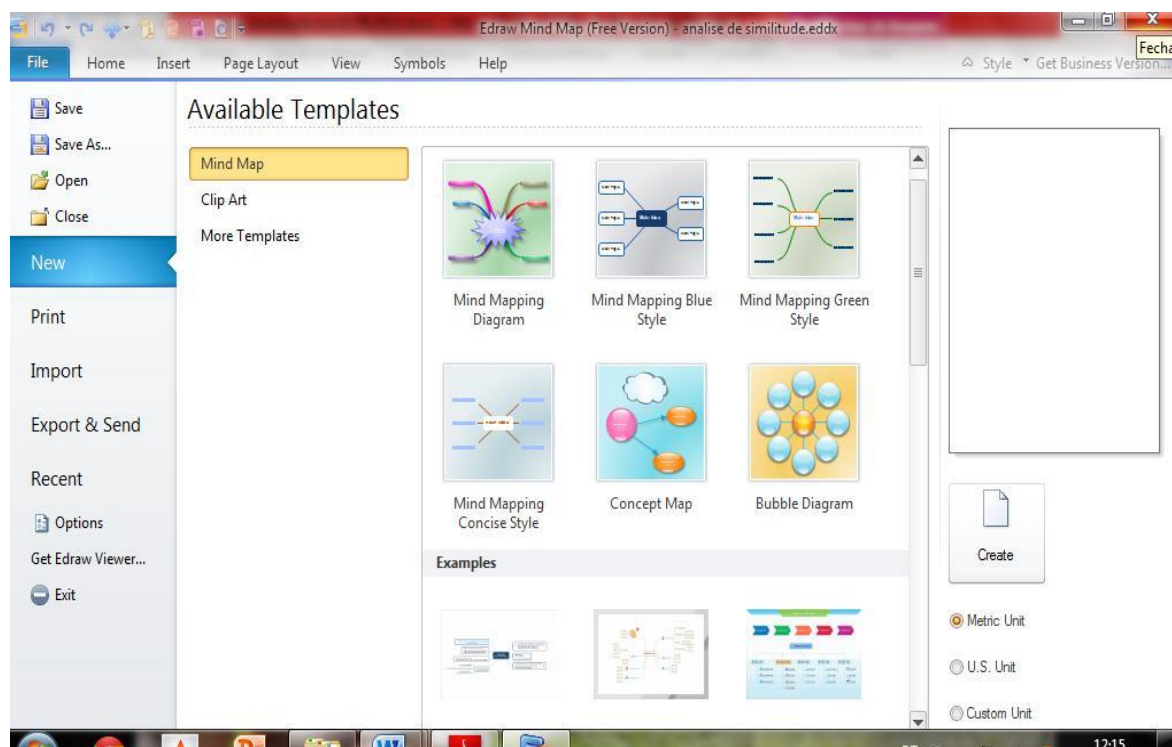 Edraw Mind Map (Free Version) - analise de similitude.eddx
Fecha
File Home Insert Page Layout View Symbols Help Style Get Business Version...
Save
Save As...
Open
Close
New
Print
Import
Export & Send
Recent
Options
Get Edraw Viewer...
Exit
Available Templates
Mind Map
Clip Art
More Templates
Mind Mapping
Diagram
Mind Mapping Blue
Style
Mind Mapping Green
Style
Mind Mapping
Concise Style
Concept Map
Bubble Diagram
Examples
Create
Metric Unit
U.S. Unit
Custom Unit
12:15